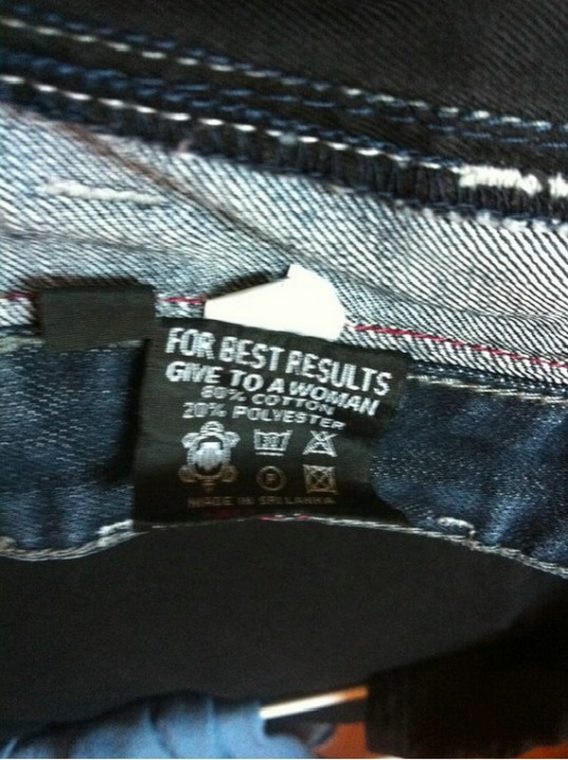 FOR BEST RESULTS
GIVE TO A WOMAN
80% COTTON
20% POLYESTER
MADE IN SRI LANKA